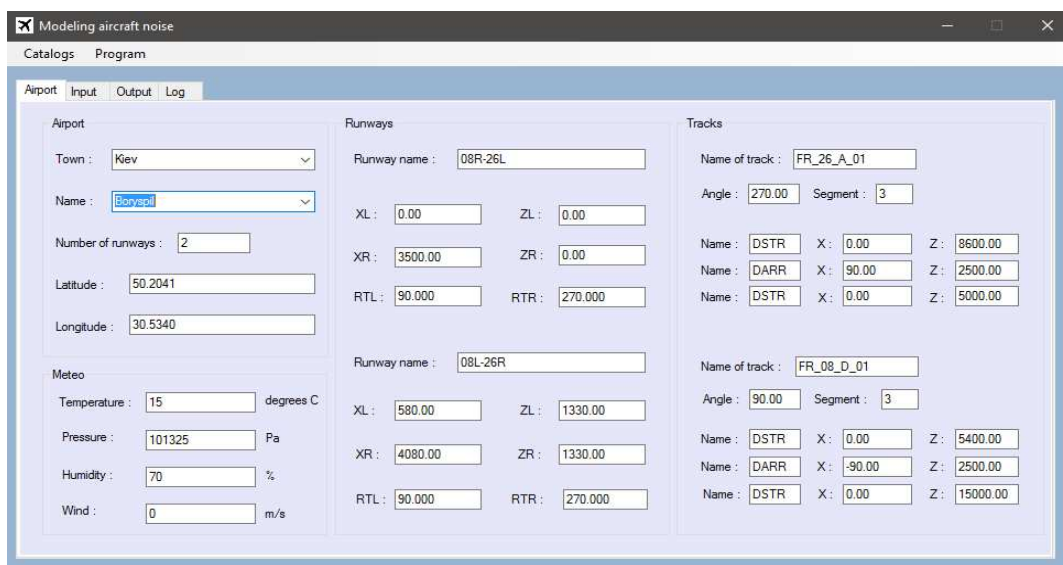 Modeling aircraft noise
Catalogs Program
Airport Input Output Log
Airport
Town : Kiev
Name : Boryspil
Number of runways : 2
Latitude : 50.2041
Longitude : 30.5340
Meteo
Temperature : 15 degrees C
Pressure : 101325 Pa
Humidity : 70 %
Wind : 0 m/s
Runways
Runway name : 08R-26L
XL : 0.00 ZL : 0.00
XR : 3500.00 ZR : 0.00
RTL : 90.000 RTR : 270.000
Runway name : 08L-26R
XL : 580.00 ZL : 1330.00
XR : 4080.00 ZR : 1330.00
RTL : 90.000 RTR : 270.000
Tracks
Name of track : FR_26_A_01
Angle : 270.00 Segment : 3
Name : DSTR X : 0.00 Z : 8600.00
Name : DARR X : 90.00 Z : 2500.00
Name : DSTR X : 0.00 Z : 5000.00
Name of track : FR_08_D_01
Angle : 90.00 Segment : 3
Name : DSTR X : 0.00 Z : 5400.00
Name : DARR X : -90.00 Z : 2500.00
Name : DSTR X : 0.00 Z : 15000.00